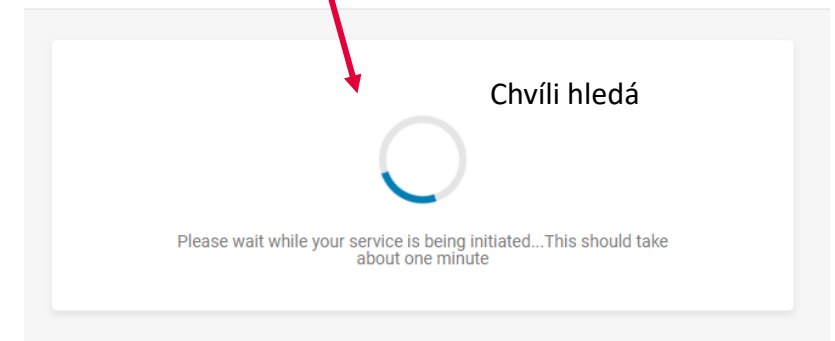 Chvíli hledá
Please wait while your service is being initiated...This should take
about one minute